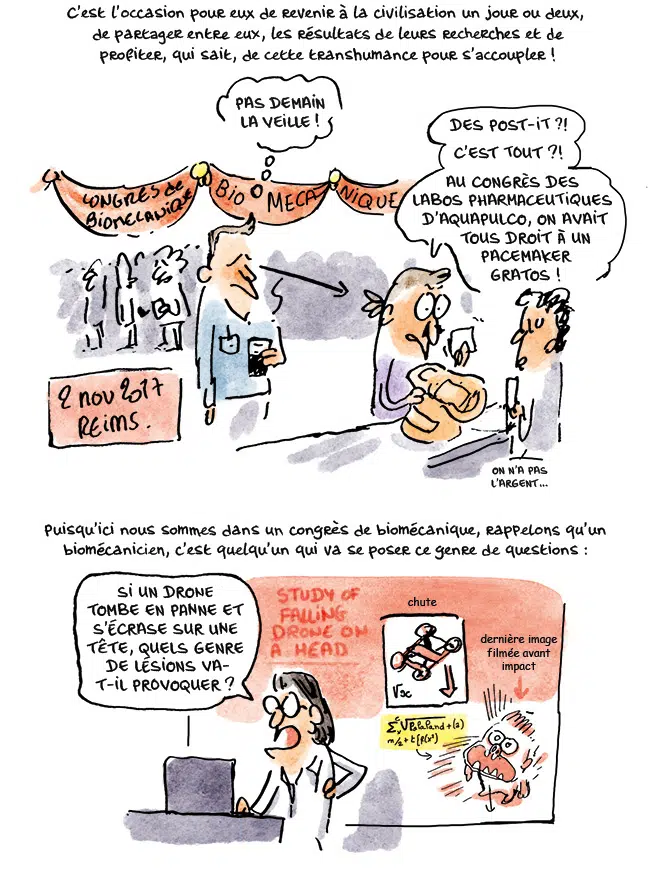 C'est l'occasion pour eux de revenir à la civilisation un jour ou deux,
de partager entre eux, les résultats de leurs recherches et de
profiter, qui sait, de cette transhumance pour s'accoupler !
PAS DEMAIN
LA VEILLE !
DES POST-IT ?!
C'EST TOUT ?!
AU CONGRÈS DES
LABOS PHARMACEUTIQUES
D'AQUAPULCO, ON AVAIT
TOUS DROIT À UN
PACEMAKER
GRATOS !
CONGRES de
BIOMECANIQUE
BIO MECA NIQUE
2 nov 2017
REIMS.
ON N'A PAS
L'ARGENT...
Puisqu'ici nous sommes dans un congrès de biomécanique, rappelons qu'un
biomécanicien, c'est quelqu'un qui va se poser ce genre de questions :
SI UN DRONE
TOMBE EN PANNE ET
S'ÉCRASE SUR UNE
TÊTE, QUELS GENRE
DE LÉSIONS VA-
T-IL PROVOQUER ?
STUDY OF
FALLING
DRONE ON
A HEAD
chute
dernière image
filmée avant
impact